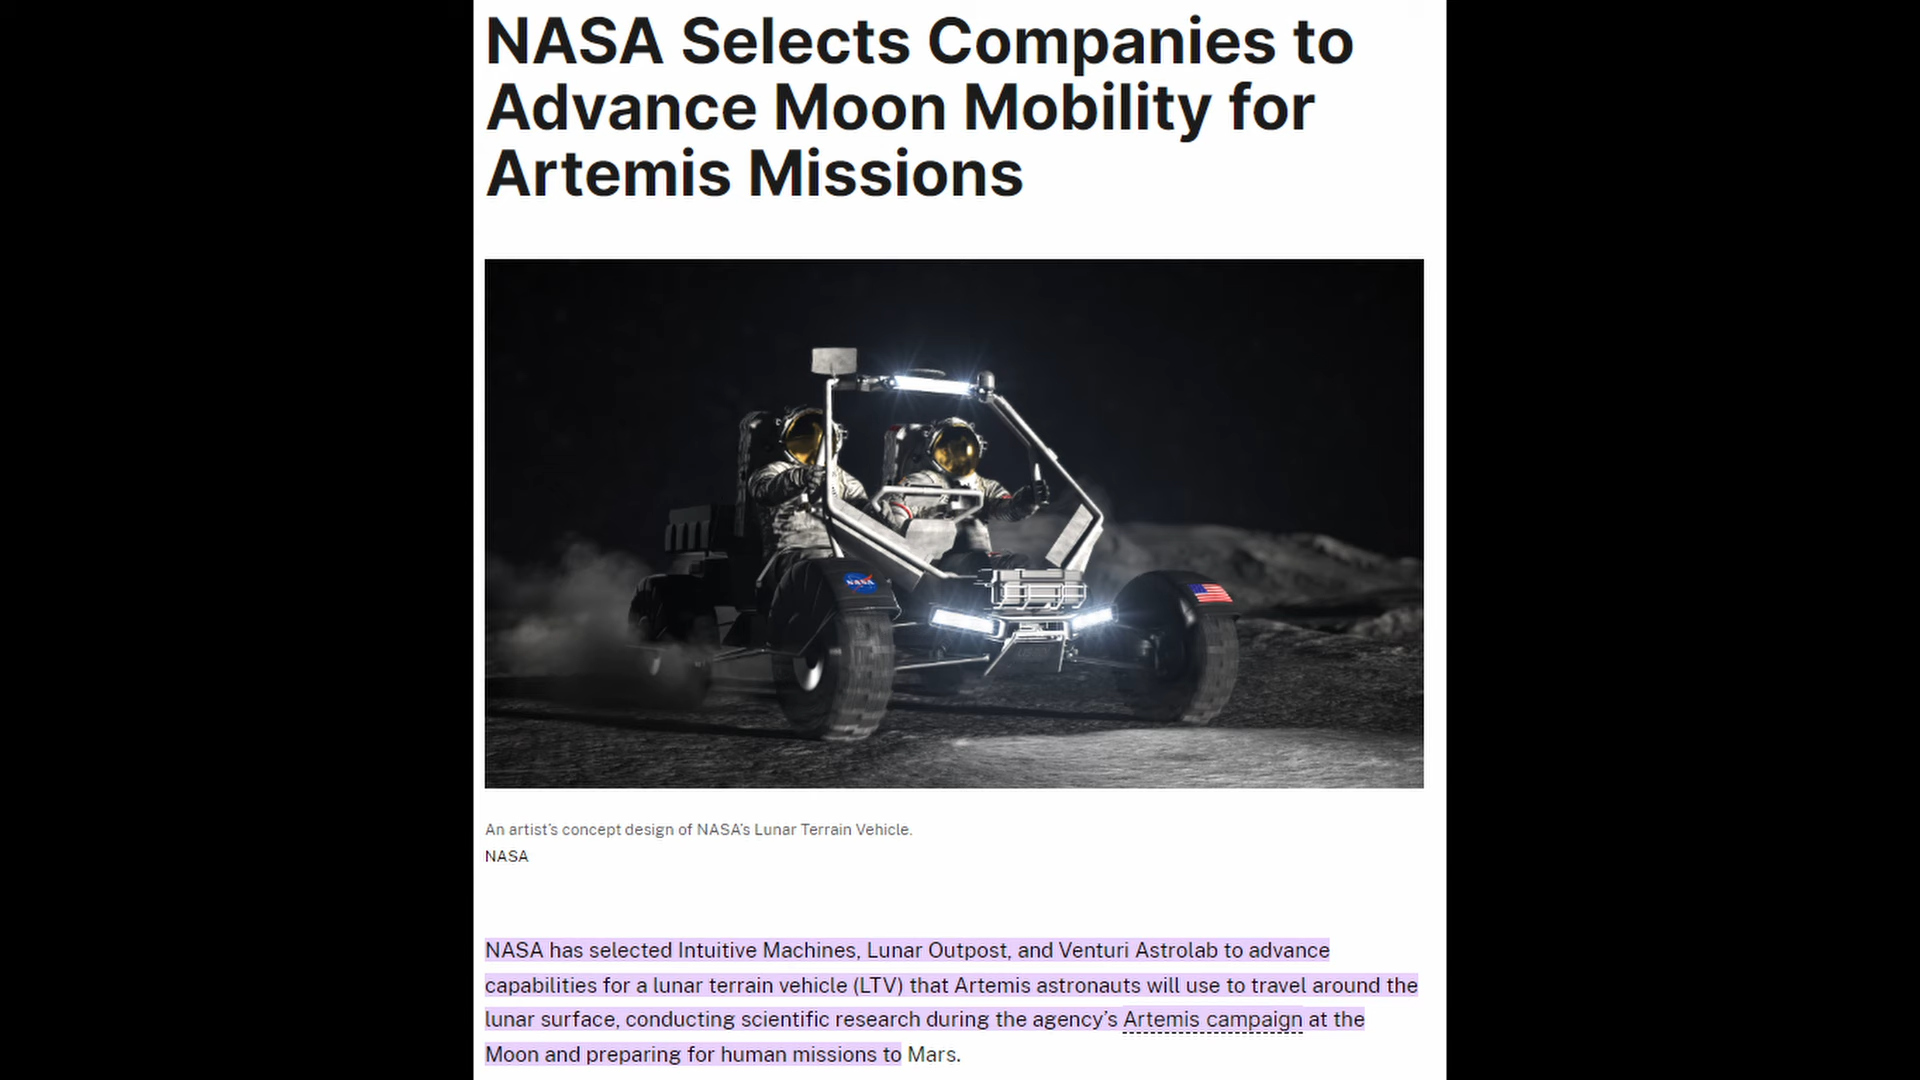 NASA Selects Companies to
Advance Moon Mobility for
Artemis Missions
NASA
An artist's concept design of NASA's Lunar Terrain Vehicle.
NASA
NASA has selected Intuitive Machines, Lunar Outpost, and Venturi Astrolab to advance
capabilities for a lunar terrain vehicle (LTV) that Artemis astronauts will use to travel around the
lunar surface, conducting scientific research during the agency’s Artemis campaign at the
Moon and preparing for human missions to Mars.